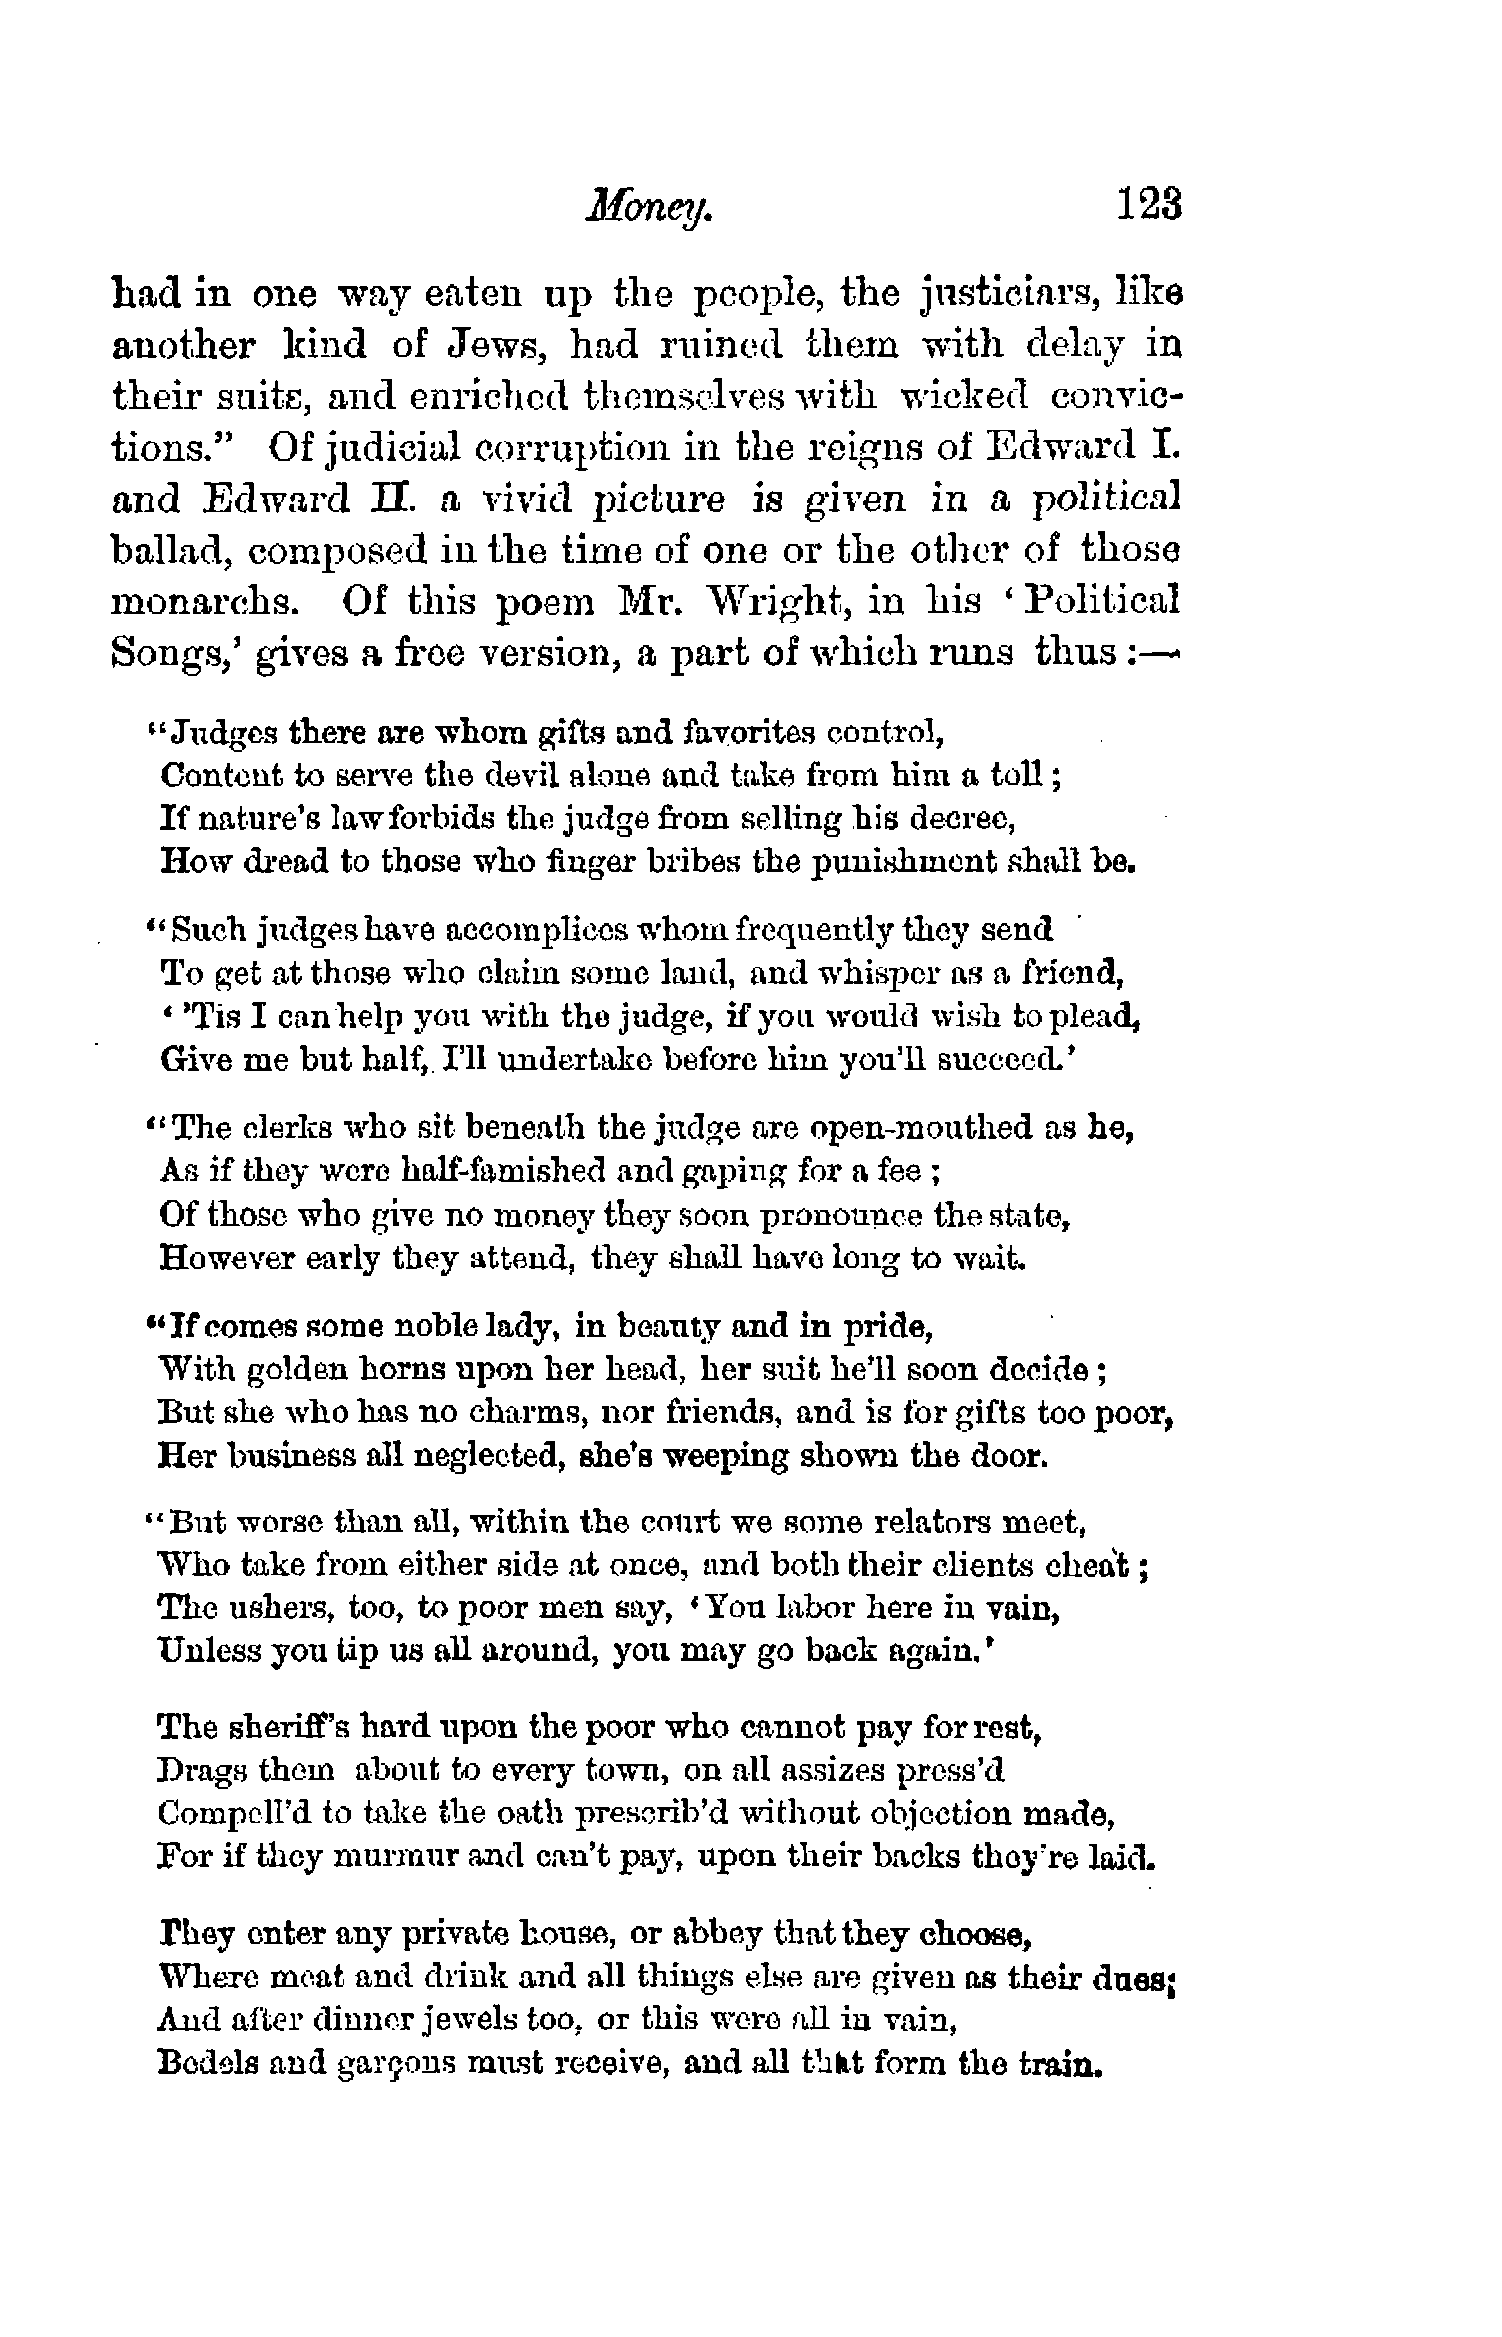 Money. 123
had in one way eaten up the people, the justiciars, like
another kind of Jews, had ruined them with delay in
their suits, and enriched themselves with wicked convic-
tions.” Of judicial corruption in the reigns of Edward I.
and Edward II. a vivid picture is given in a political
ballad, composed in the time of one or the other of those
monarchs. Of this poem Mr. Wright, in his ‘Political
Songs,’ gives a free version, a part of which runs thus :—
“Judges there are whom gifts and favorites control,
Content to serve the devil alone and take from him a toll ;
If nature’s law forbids the judge from selling his decree,
How dread to those who finger bribes the punishment shall be.
“Such judges have accomplices whom frequently they send
To get at those who claim some land, and whisper as a friend,
‘ ’Tis I can help you with the judge, if you would wish to plead,
Give me but half, I’ll undertake before him you’ll succeed.’
“The clerks who sit beneath the judge are open-mouthed as he,
As if they were half-famished and gaping for a fee ;
Of those who give no money they soon pronounce the state,
However early they attend, they shall have long to wait.
“If comes some noble lady, in beauty and in pride,
With golden horns upon her head, her suit he’ll soon decide ;
But she who has no charms, nor friends, and is for gifts too poor,
Her business all neglected, she’s weeping shown the door.
“But worse than all, within the court we some relators meet,
Who take from either side at once, and both their clients cheat ;
The ushers, too, to poor men say, ‘You labor here in vain,
Unless you tip us all around, you may go back again.’
The sheriff’s hard upon the poor who cannot pay for rest,
Drags them about to every town, on all assizes press’d
Compell’d to take the oath prescrib’d without objection made,
For if they murmur and can’t pay, upon their backs they’re laid.
They enter any private house, or abbey that they choose,
Where meat and drink and all things else are given as their dues;
And after dinner jewels too, or this were all in vain,
Bedels and garçons must receive, and all that form the train.